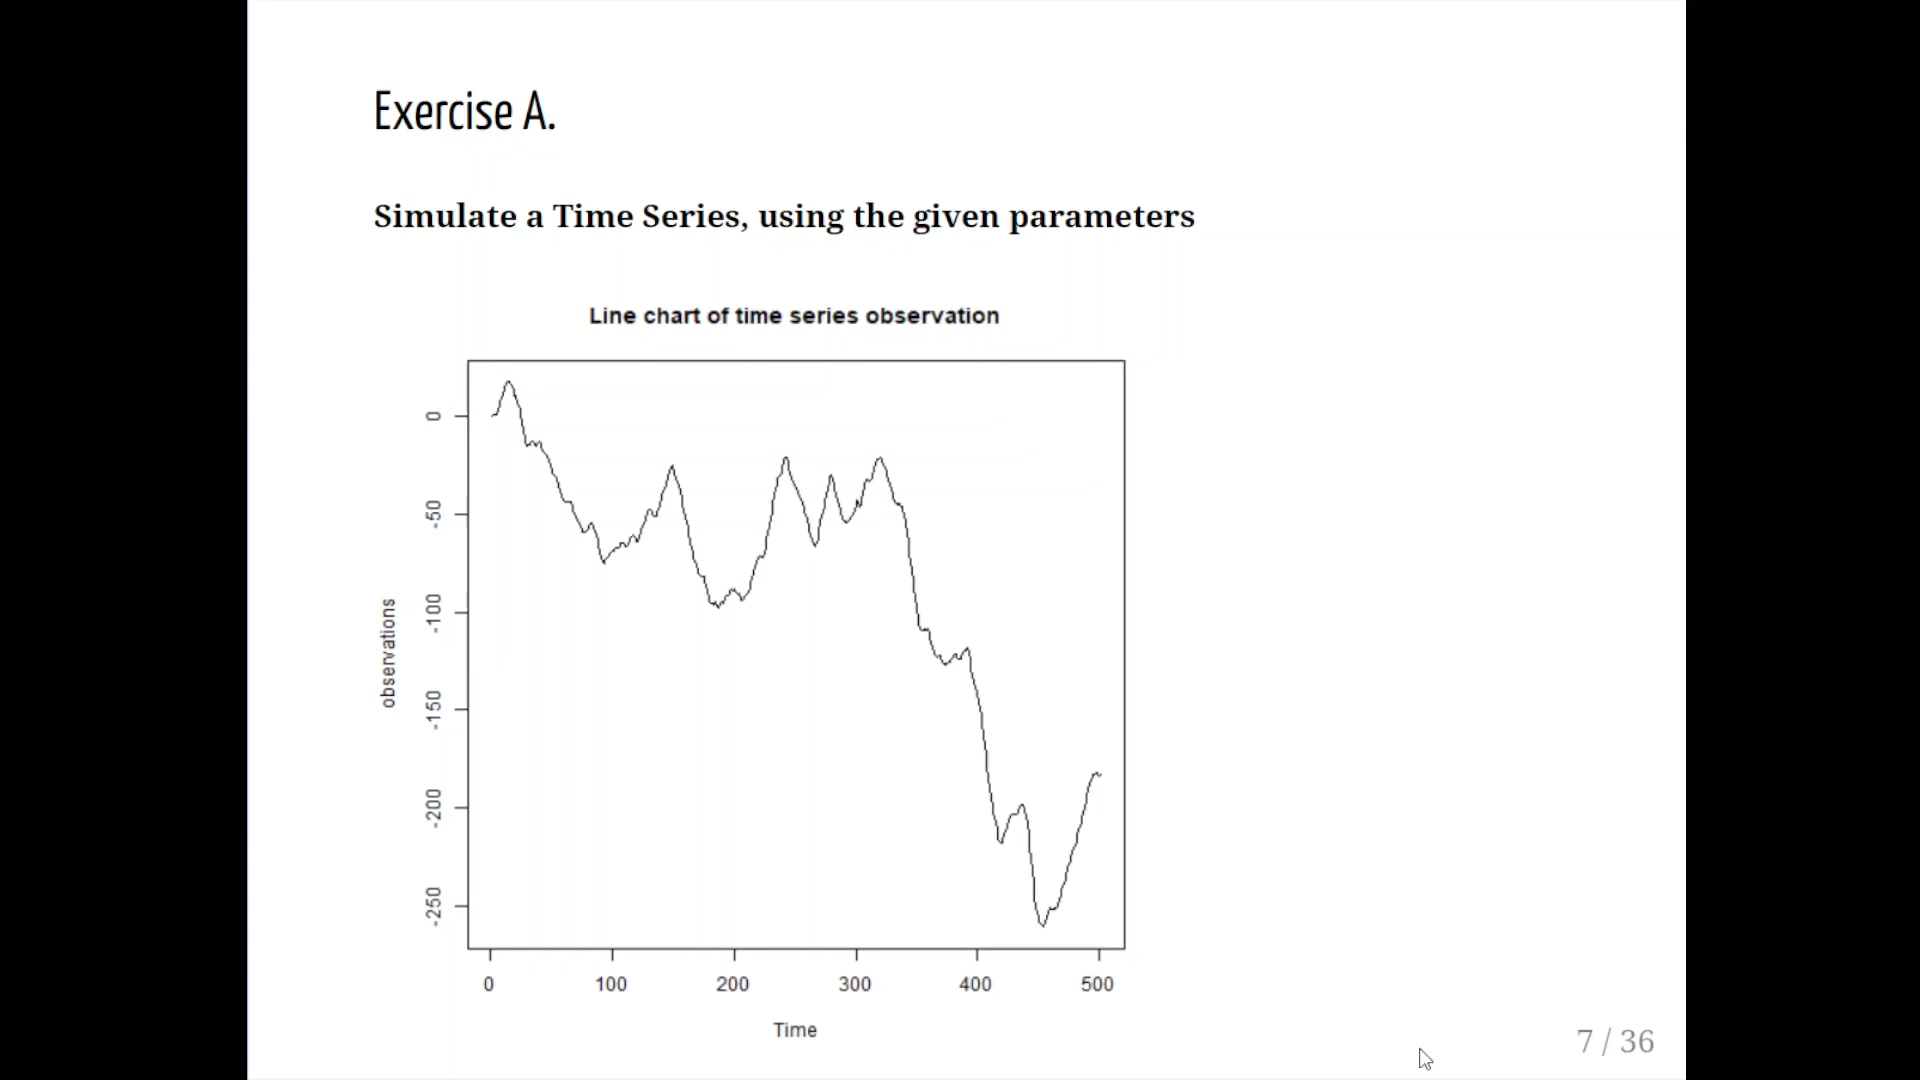 Exercise A.
Simulate a Time Series, using the given parameters
Line chart of time series observation
observations
0
-50
-100
-150
-200
-250
0 100 200 300 400 500
Time
7 / 36